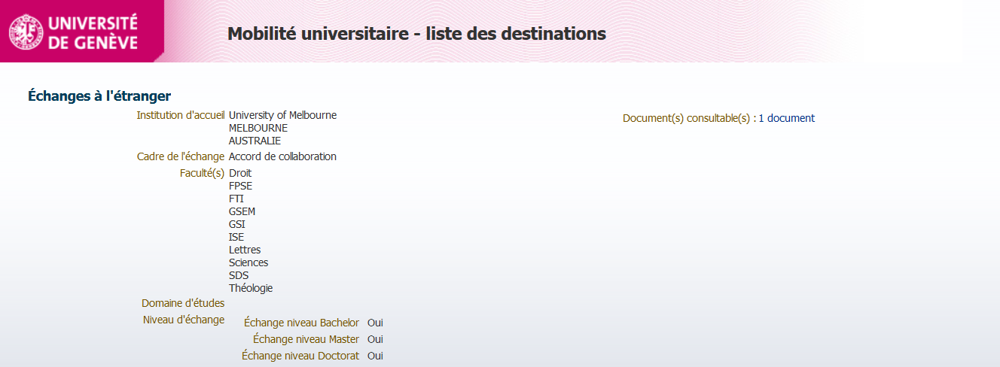 UNIVERSITÉ
DE GENÈVE
Mobilité universitaire - liste des destinations
Échanges à l'étranger
Institution d'accueil University of Melbourne
MELBOURNE
AUSTRALIE
Document(s) consultable(s) : 1 document
Cadre de l'échange Accord de collaboration
Faculté(s) Droit
FPSE
FTI
GSEM
GSI
ISE
Lettres
Sciences
SDS
Théologie
Domaine d'études
Niveau d'échange
Échange niveau Bachelor Oui
Échange niveau Master Oui
Échange niveau Doctorat Oui